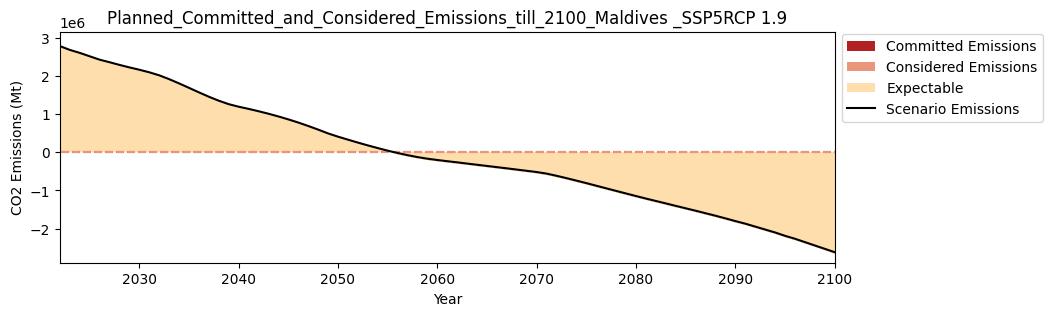 Planned_Committed_and_Considered_Emissions_till_2100_Maldives _SSP5RCP 1.9
1e6
3
2
1
0
−1
−2
CO2 Emissions (Mt)
2030 2040 2050 2060 2070 2080 2090 2100
Year
Committed Emissions
Considered Emissions
Expectable
Scenario Emissions